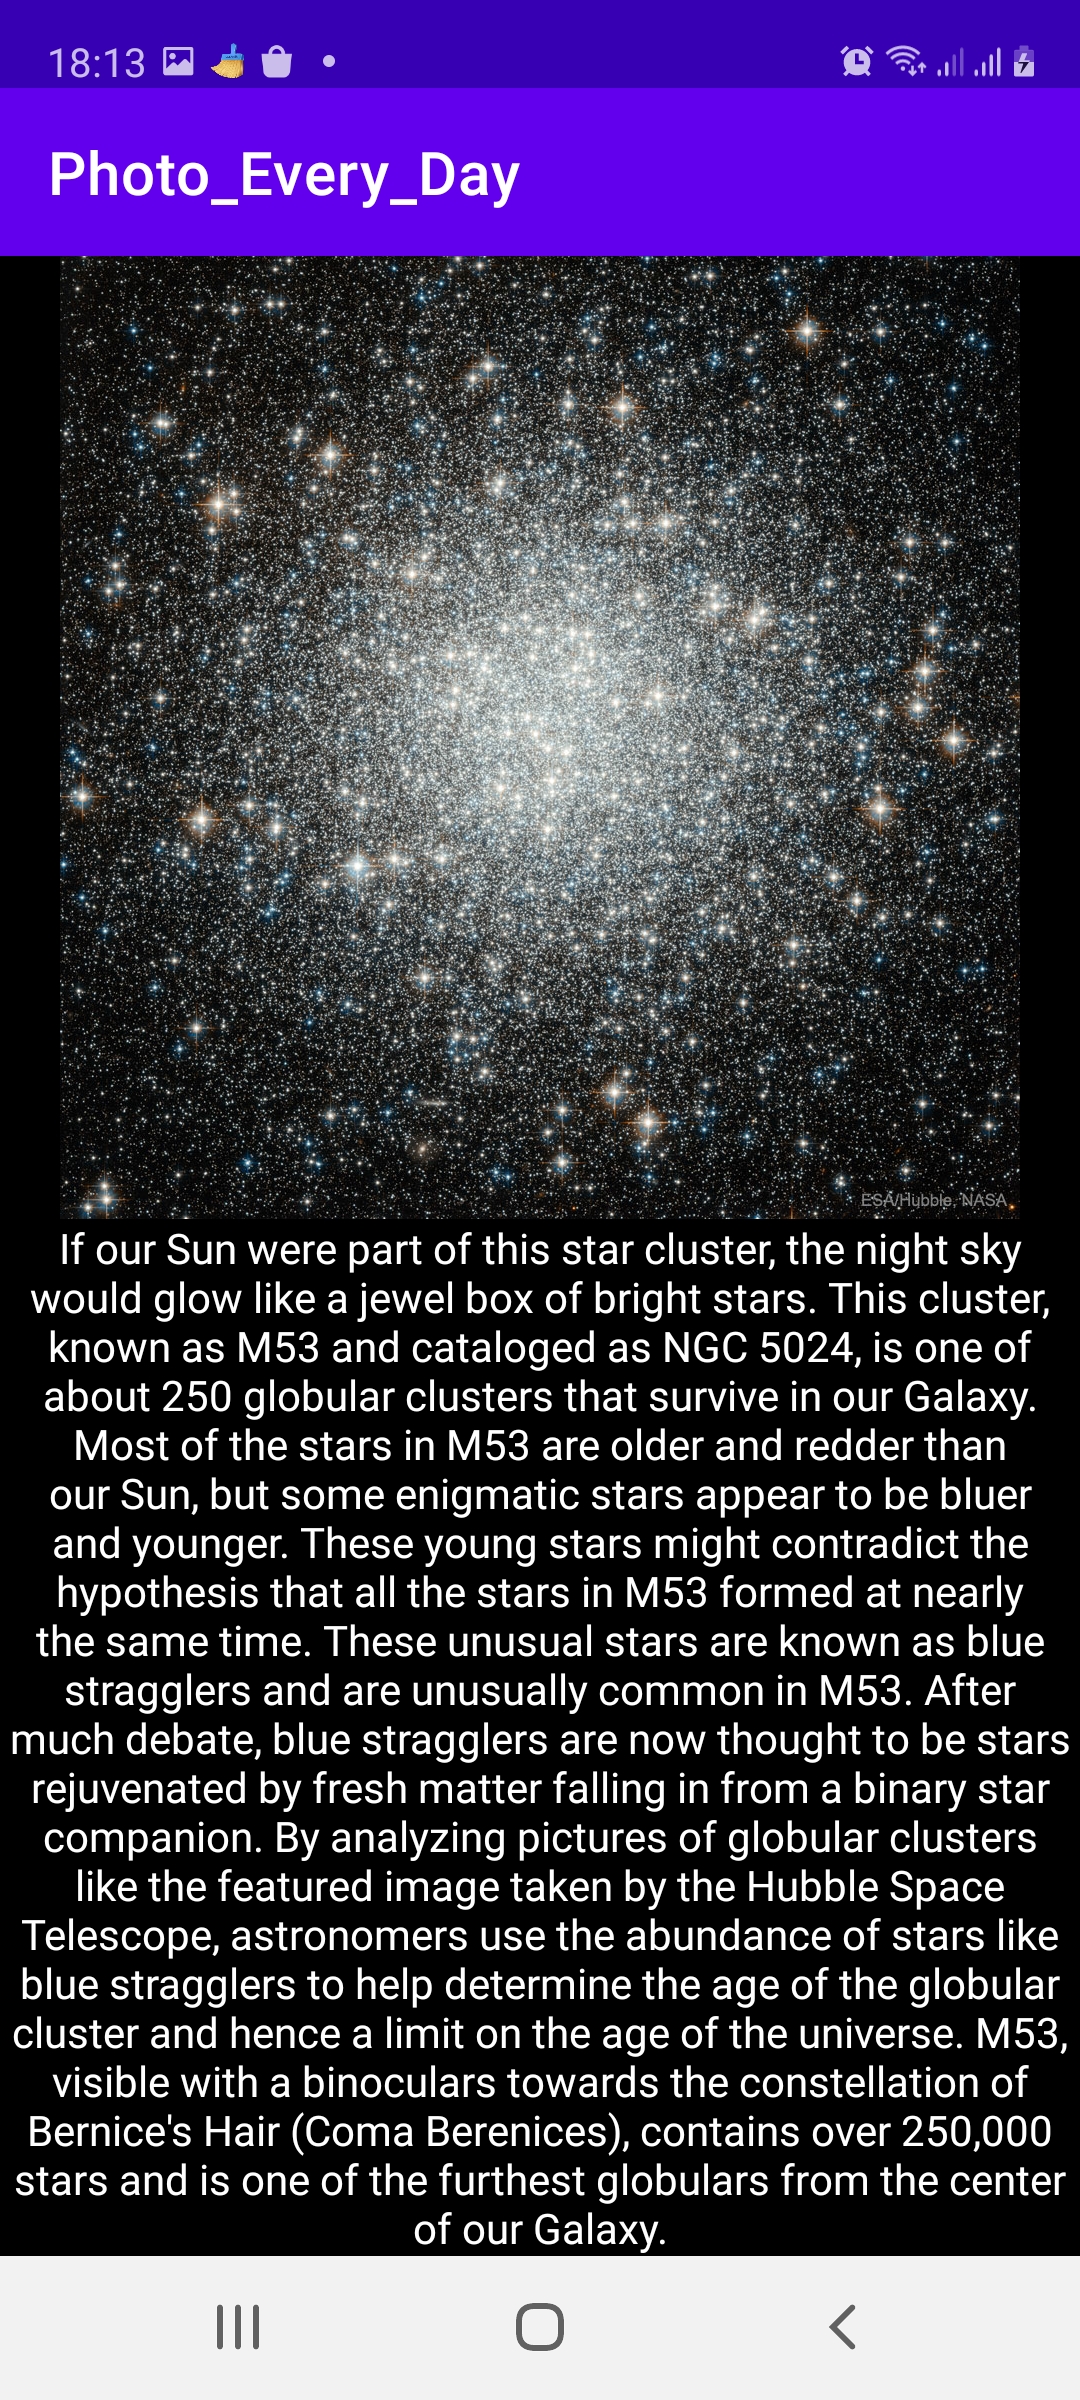 18:13
Photo_Every_Day
ESA/Hubble, NASA
If our Sun were part of this star cluster, the night sky
would glow like a jewel box of bright stars. This cluster,
known as M53 and cataloged as NGC 5024, is one of
about 250 globular clusters that survive in our Galaxy.
Most of the stars in M53 are older and redder than
our Sun, but some enigmatic stars appear to be bluer
and younger. These young stars might contradict the
hypothesis that all the stars in M53 formed at nearly
the same time. These unusual stars are known as blue
stragglers and are unusually common in M53. After
much debate, blue stragglers are now thought to be stars
rejuvenated by fresh matter falling in from a binary star
companion. By analyzing pictures of globular clusters
like the featured image taken by the Hubble Space
Telescope, astronomers use the abundance of stars like
blue stragglers to help determine the age of the globular
cluster and hence a limit on the age of the universe. M53,
visible with a binoculars towards the constellation of
Bernice's Hair (Coma Berenices), contains over 250,000
stars and is one of the furthest globulars from the center
of our Galaxy.